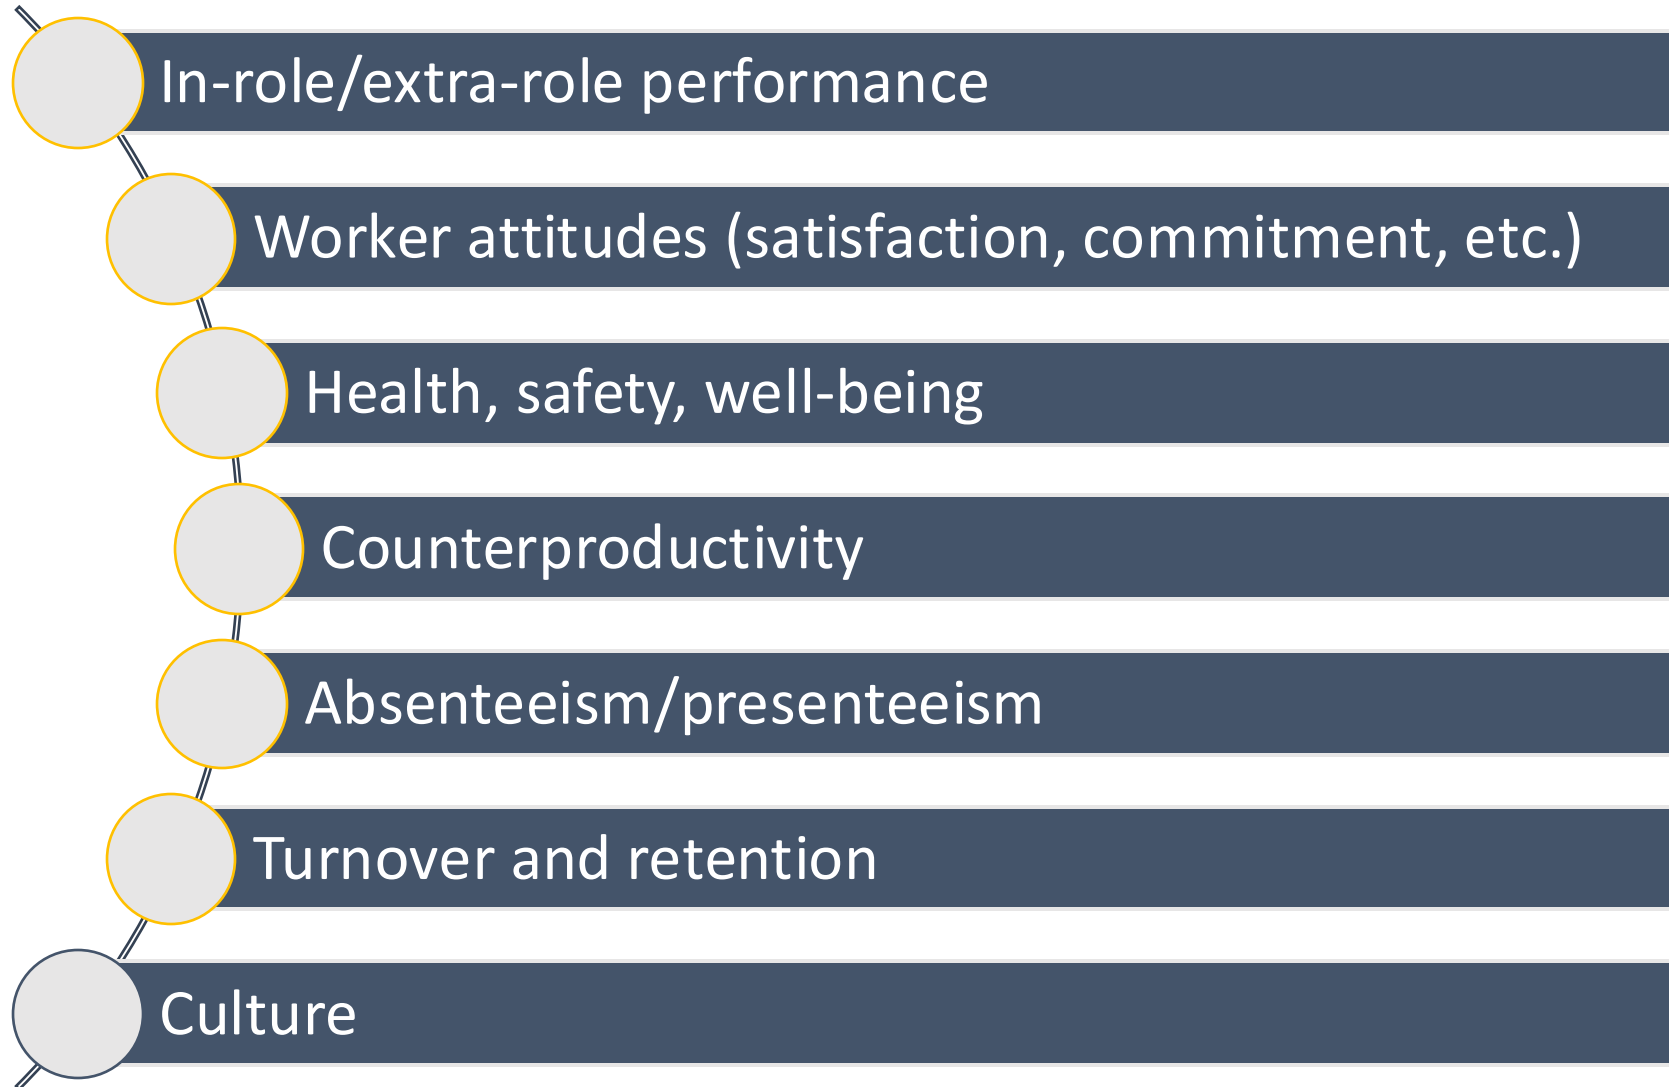 In-role/extra-role performance
Worker attitudes (satisfaction, commitment, etc.)
Health, safety, well-being
Counterproductivity
Absenteeism/presenteeism
Turnover and retention
Culture